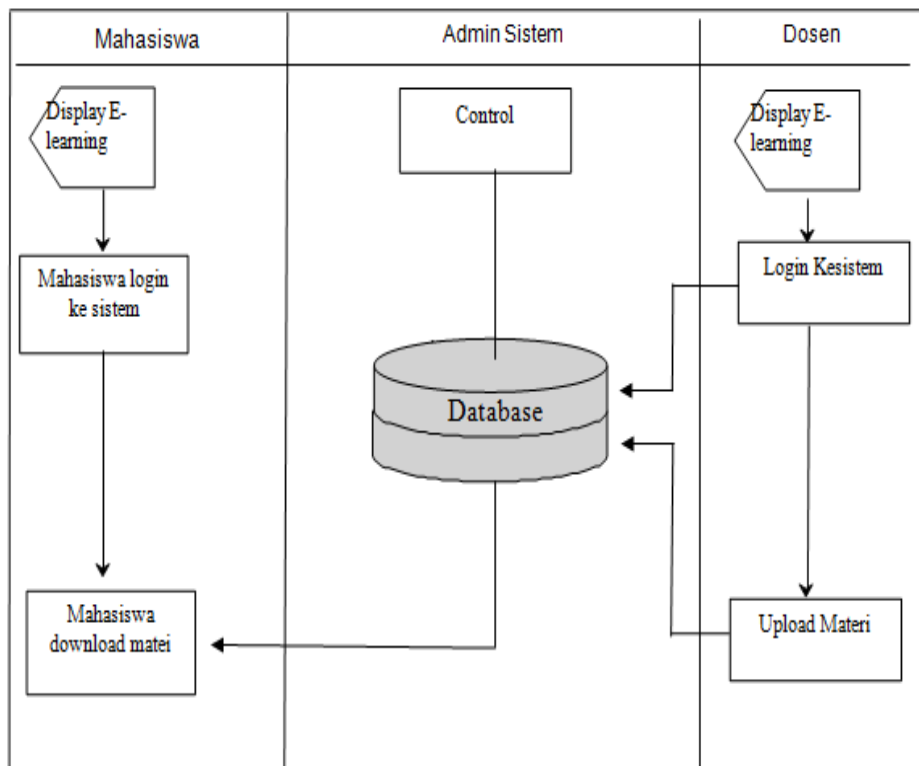 Mahasiswa
Admin Sistem
Dosen
Display E-
learning
Control
Display E-
learning
Mahasiswa login
ke sistem
Login Kesistem
Database
Mahasiswa
download matei
Upload Materi